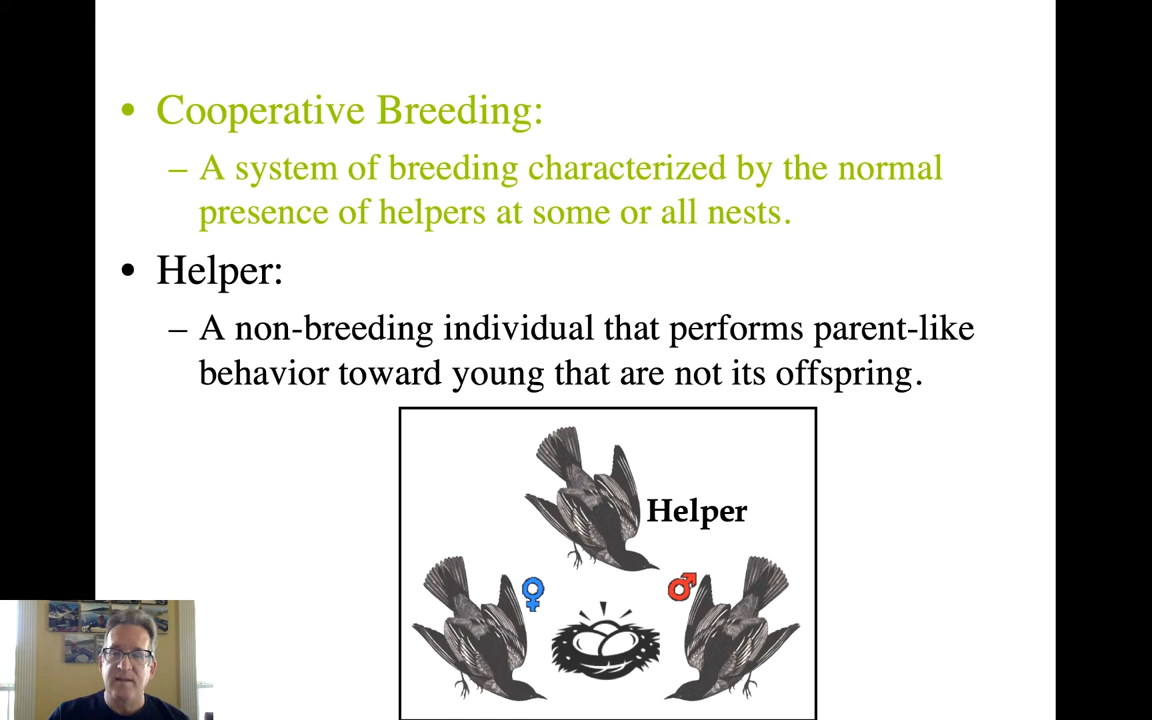 • Cooperative Breeding:
– A system of breeding characterized by the normal
presence of helpers at some or all nests.
• Helper:
– A non-breeding individual that performs parent-like
behavior toward young that are not its offspring.
Helper
♀ ♂